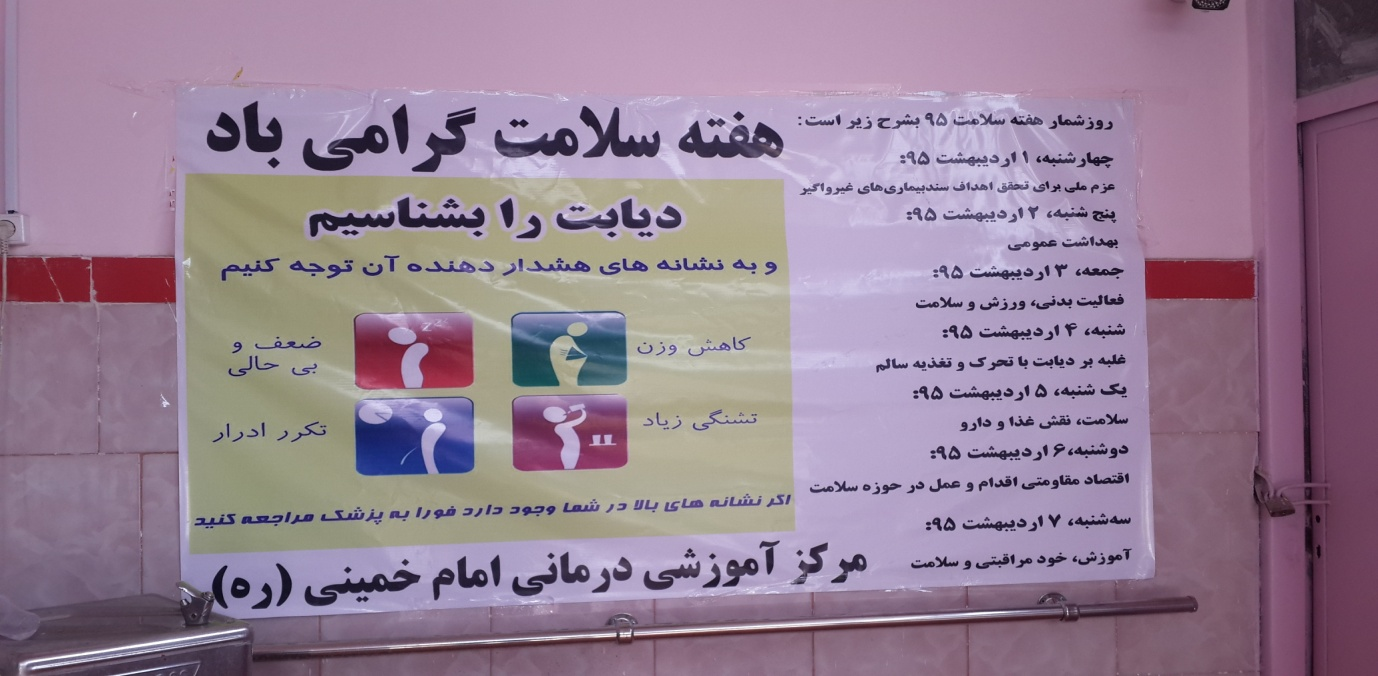 هفته سلامت گرامی باد
دیابت را بشناسیم
و به نشانه های هشدار دهنده آن توجه کنیم
کاهش وزن
ضعف و
بی حالی
تشنگی زیاد
تکرر ادرار
اگر نشانه های بالا در شما وجود دارد فورا به پزشک مراجعه کنید
مرکز آموزشی درمانی امام خمینی (ره)
روزشمار هفته سلامت ۹۵ بشرح زیر است:
چهارشنبه، ۱ اردیبهشت ۹۵:
عزم ملی برای تحقق اهداف سندبیماری‌های غیرواگیر
پنج شنبه، ۲ اردیبهشت ۹۵:
بهداشت عمومی
جمعه، ۳ اردیبهشت ۹۵:
فعالیت بدنی، ورزش و سلامت
شنبه، ۴ اردیبهشت ۹۵:
غلبه بر دیابت با تحرک و تغذیه سالم
یک شنبه، ۵ اردیبهشت ۹۵:
سلامت، نقش غذا و دارو
دوشنبه، ۶ اردیبهشت ۹۵:
اقتصاد مقاومتی اقدام و عمل در حوزه سلامت
سه‌شنبه، ۷ اردیبهشت ۹۵:
آموزش، خود مراقبتی و سلامت